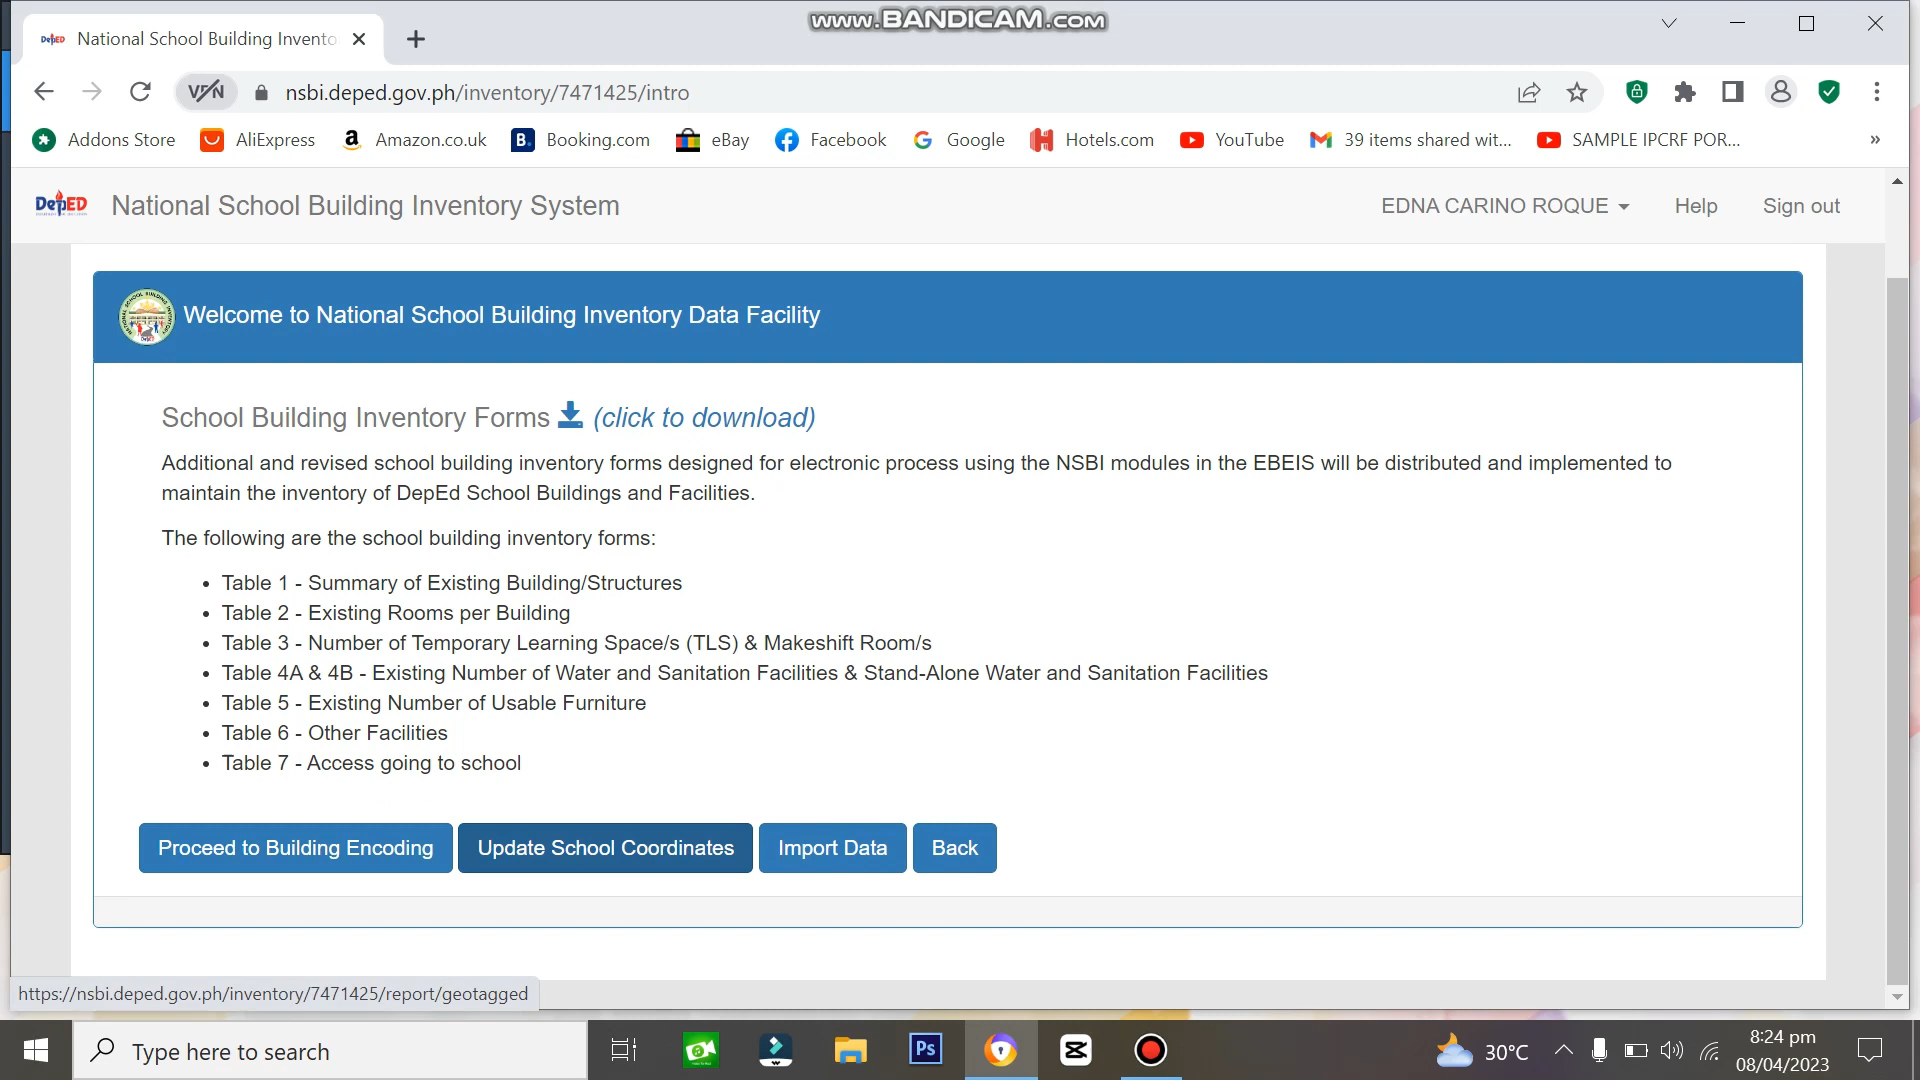 www.BANDICAM.com
DepED National School Building Invento
VPN nsbi.deped.gov.ph/inventory/7471425/intro
Addons Store AliExpress Amazon.co.uk Booking.com eBay Facebook Google Hotels.com YouTube 39 items shared wit... SAMPLE IPCRF POR... »
DepED National School Building Inventory System EDNA CARINO ROQUE Help Sign out
Welcome to National School Building Inventory Data Facility
School Building Inventory Forms (click to download)
Additional and revised school building inventory forms designed for electronic process using the NSBI modules in the EBEIS will be distributed and implemented to
maintain the inventory of DepEd School Buildings and Facilities.
The following are the school building inventory forms:
• Table 1 - Summary of Existing Building/Structures
• Table 2 - Existing Rooms per Building
• Table 3 - Number of Temporary Learning Space/s (TLS) & Makeshift Room/s
• Table 4A & 4B - Existing Number of Water and Sanitation Facilities & Stand-Alone Water and Sanitation Facilities
• Table 5 - Existing Number of Usable Furniture
• Table 6 - Other Facilities
• Table 7 - Access going to school
Proceed to Building Encoding Update School Coordinates Import Data Back
https://nsbi.deped.gov.ph/inventory/7471425/report/geotagged
Type here to search Ps 30°C 8:24 pm
08/04/2023